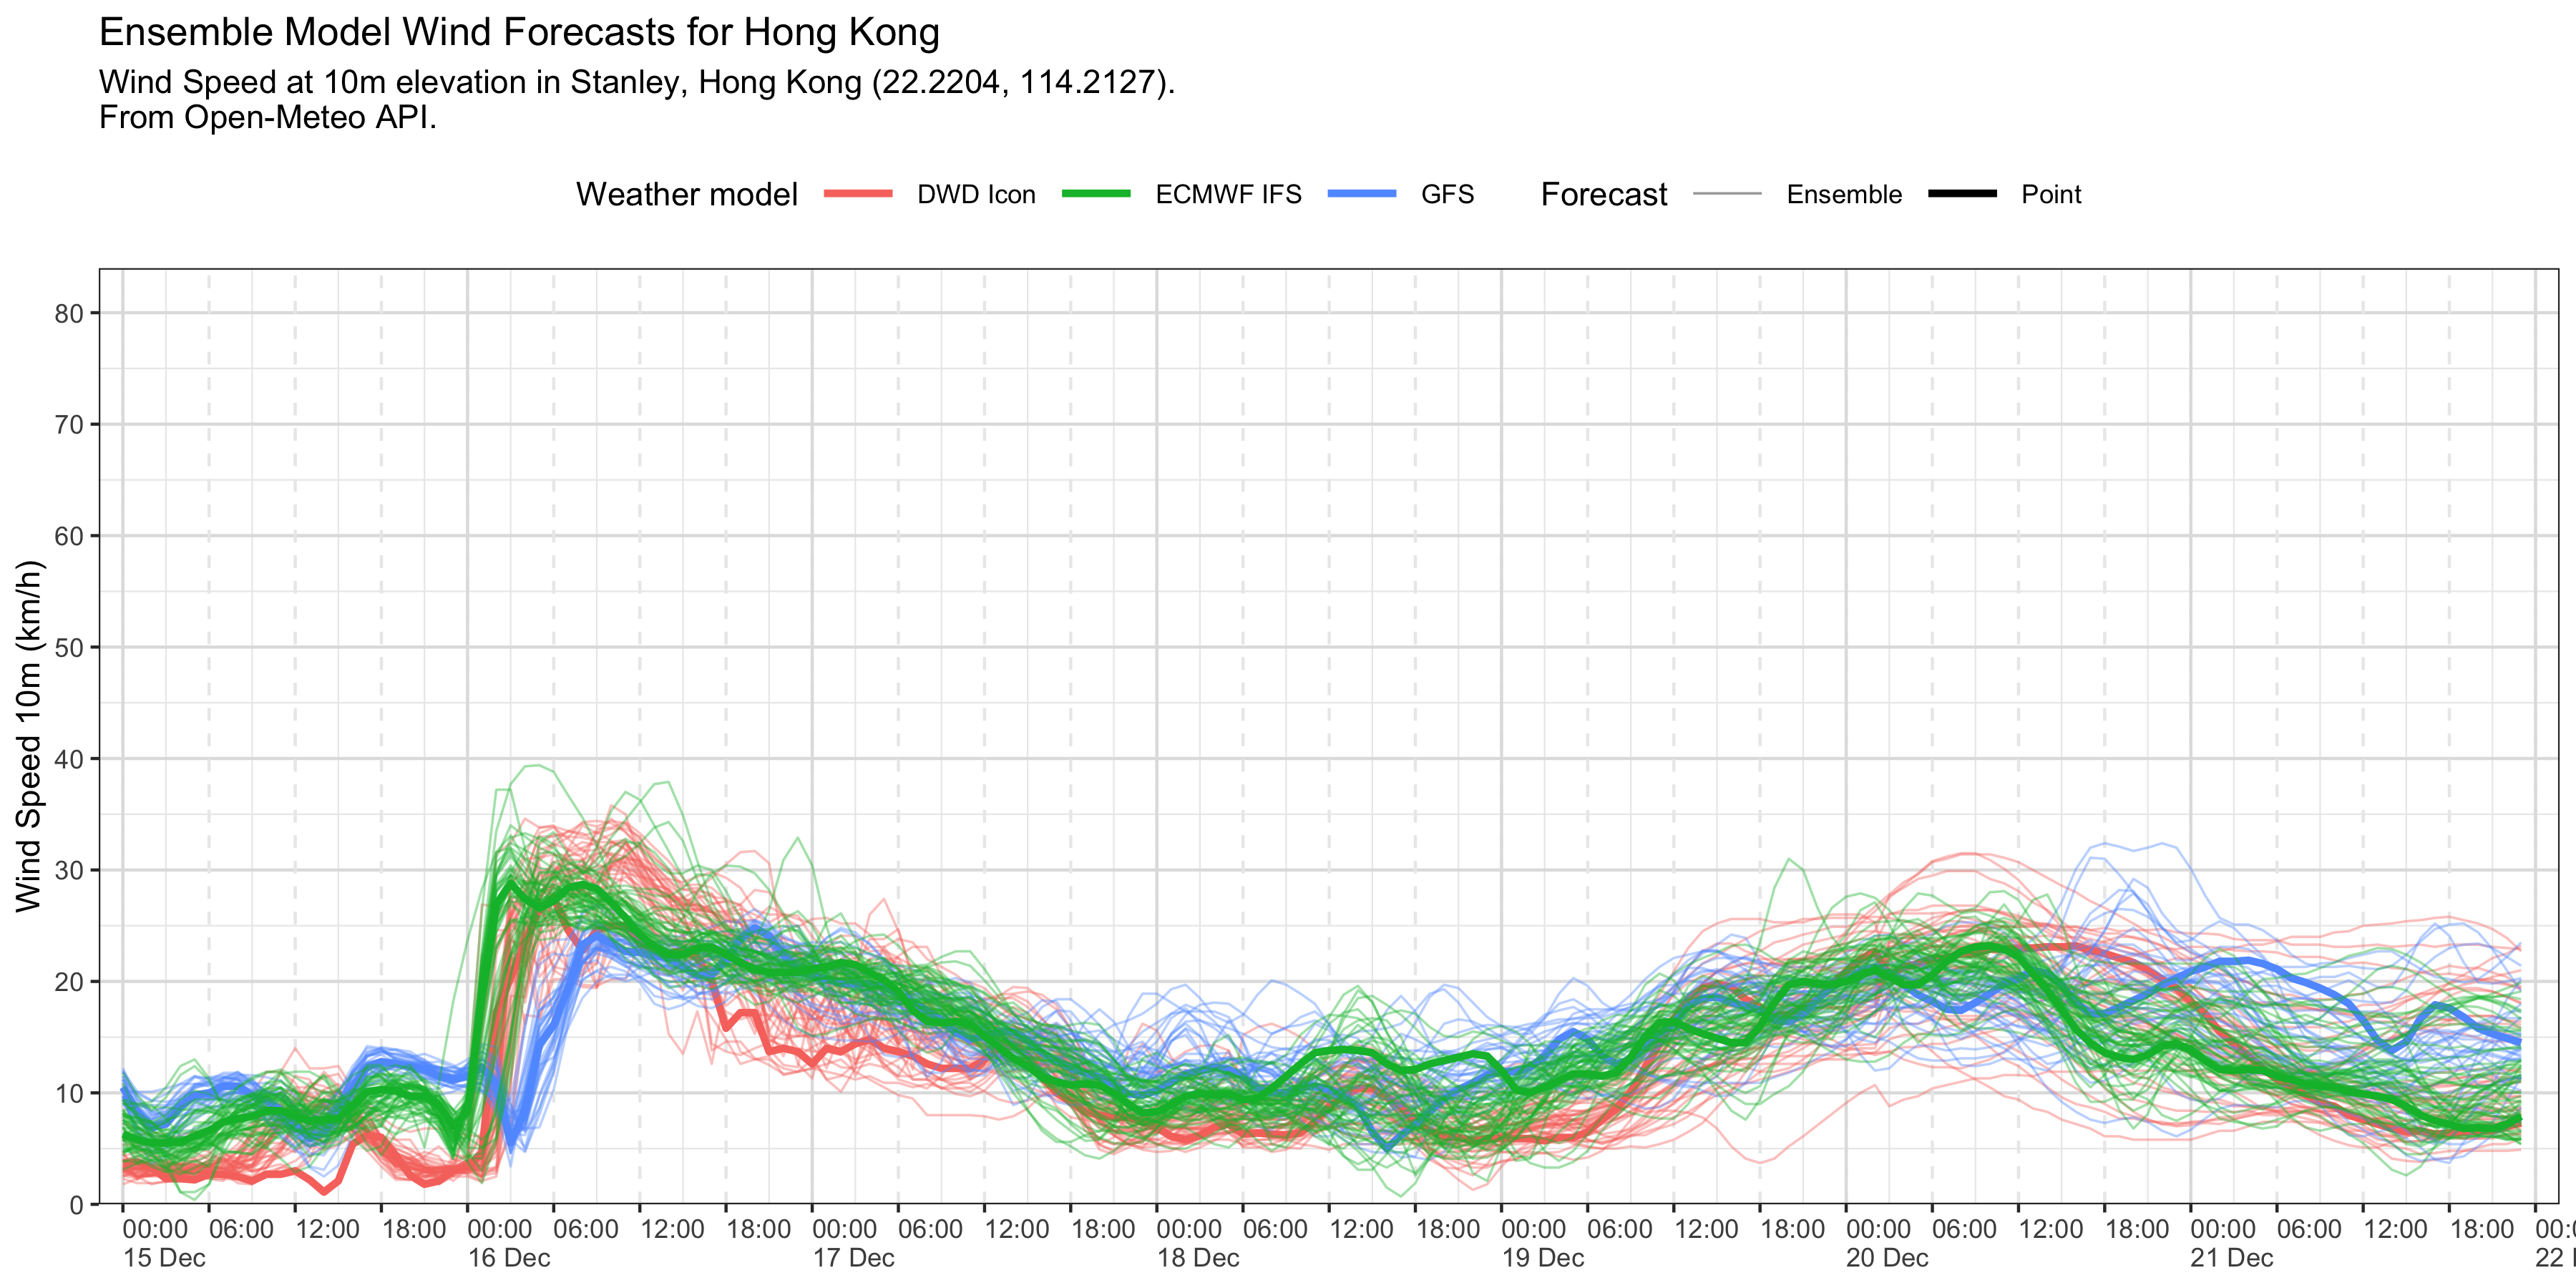 Ensemble Model Wind Forecasts for Hong Kong
Wind Speed at 10m elevation in Stanley, Hong Kong (22.2204, 114.2127).
From Open-Meteo API.
Weather model DWD Icon ECMWF IFS GFS Forecast Ensemble Point
Wind Speed 10m (km/h)
80
70
60
50
40
30
20
10
0
00:00 06:00 12:00 18:00 00:00 06:00 12:00 18:00 00:00 06:00 12:00 18:00 00:00 06:00 12:00 18:00 00:00 06:00 12:00 18:00 00:00 06:00 12:00 18:00 00:00 06:00 12:00 18:00
15 Dec 16 Dec 17 Dec 18 Dec 19 Dec 20 Dec 21 Dec 22